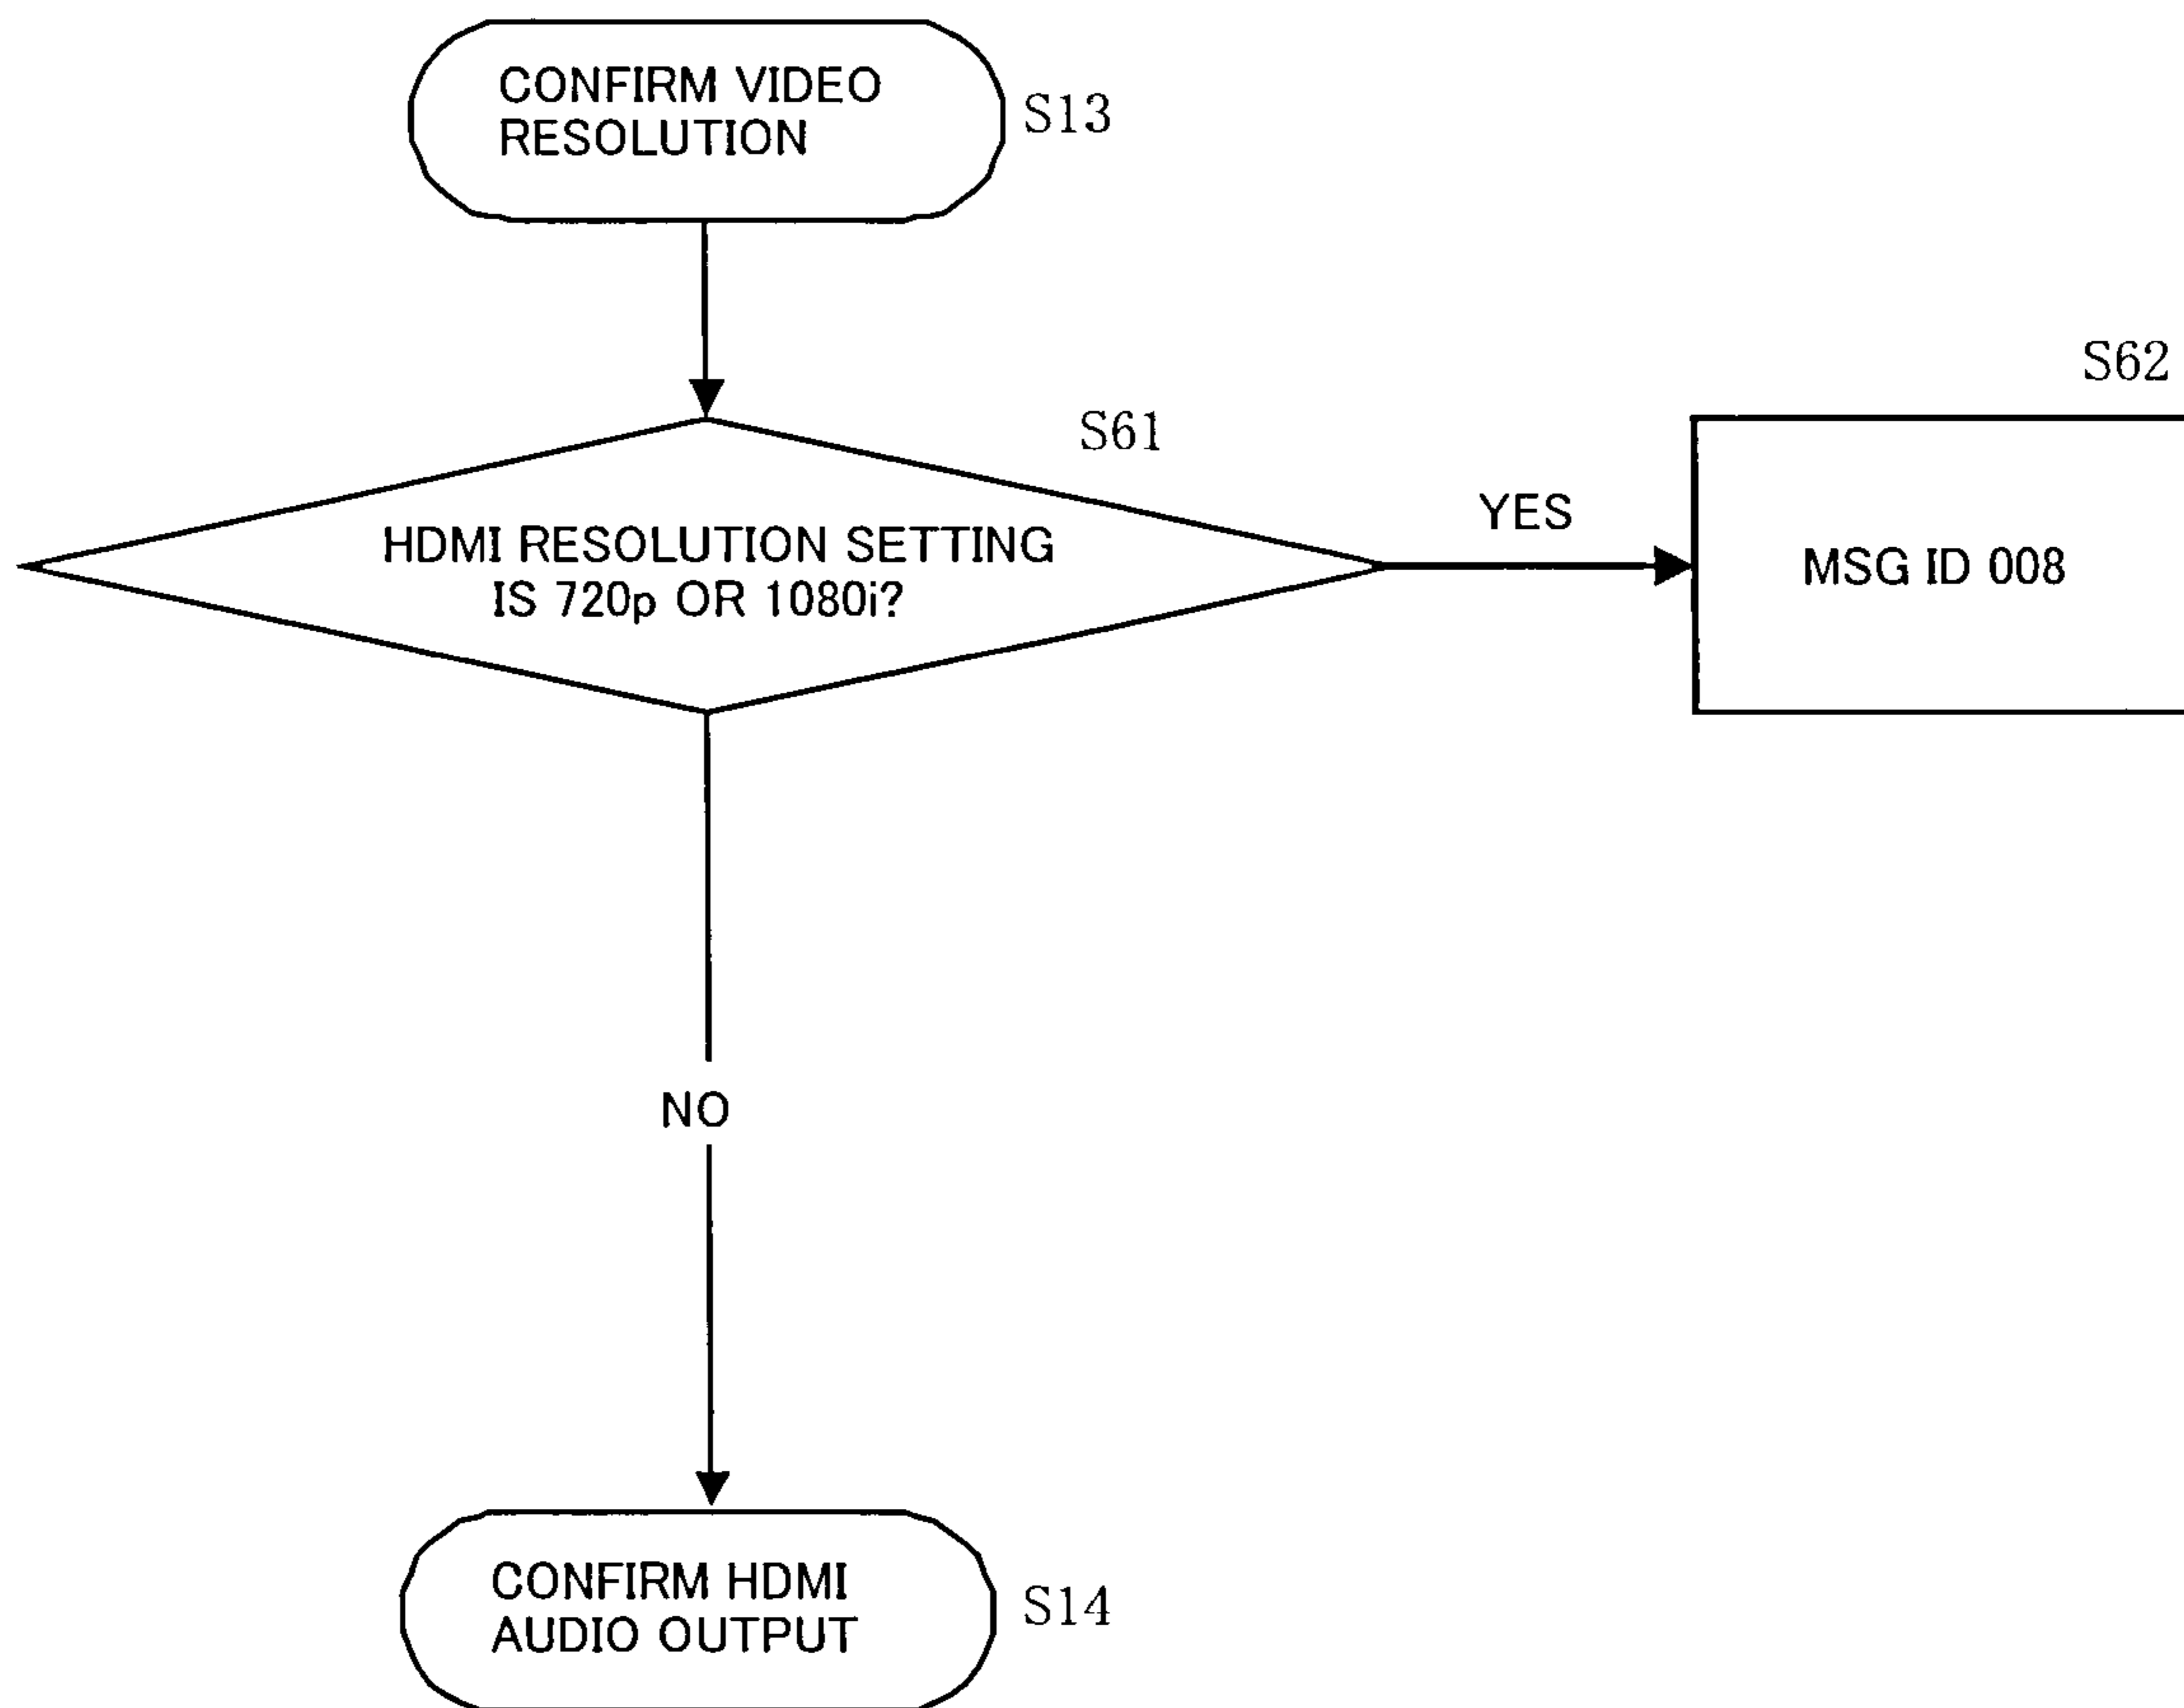 CONFIRM VIDEO
RESOLUTION
S13
S62
S61
YES
HDMI RESOLUTION SETTING
IS 720p OR 1080i?
MSG ID 008
NO
CONFIRM HDMI
AUDIO OUTPUT
S14